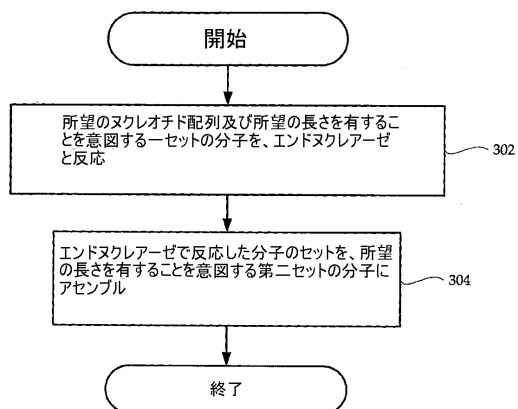 開始
所望のヌクレオチド配列及び所望の長さを有するこ
とを意図する一セットの分子を、エンドヌクレアーゼ
と反応
302
エンドヌクレアーゼで反応した分子のセットを、所望
の長さを有することを意図する第二セットの分子に
アセンブル
304
終了